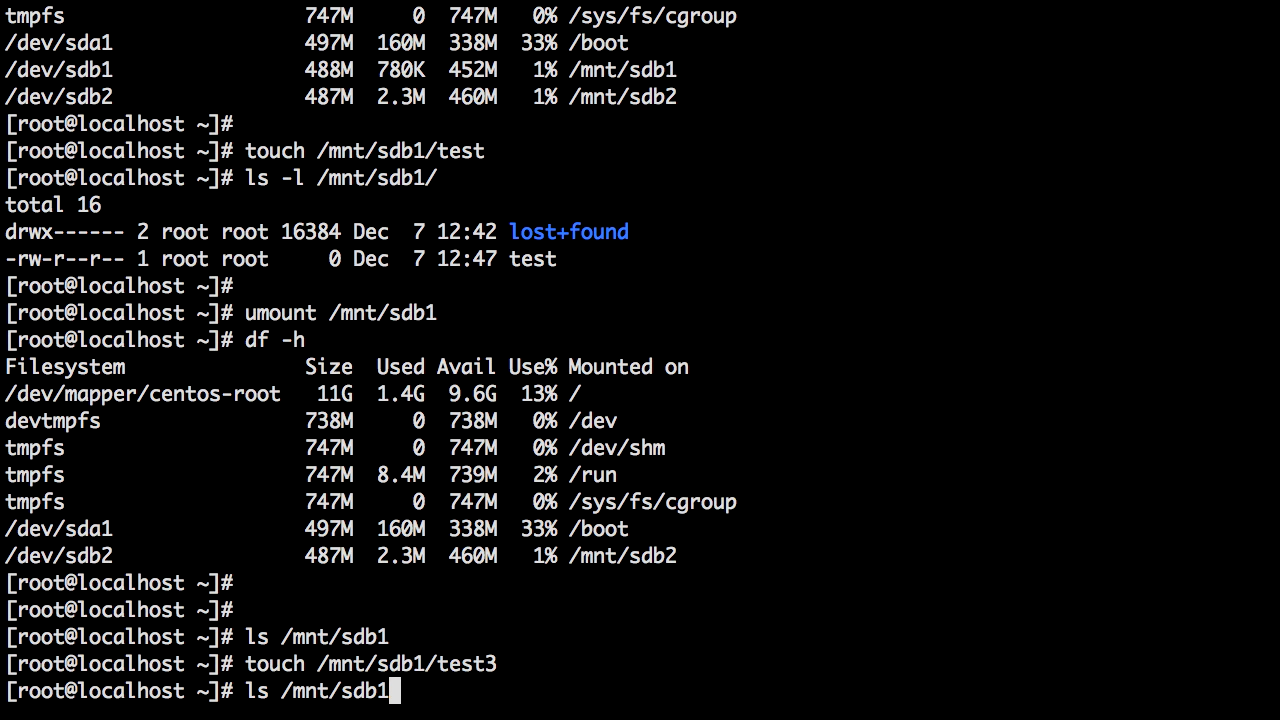 tmpfs                    747M     0  747M   0% /sys/fs/cgroup
/dev/sda1                497M  160M  338M  33% /boot
/dev/sdb1                488M  780K  452M   1% /mnt/sdb1
/dev/sdb2                487M  2.3M  460M   1% /mnt/sdb2
[root@localhost ~]#
[root@localhost ~]# touch /mnt/sdb1/test
[root@localhost ~]# ls -l /mnt/sdb1/
total 16
drwx------ 2 root root 16384 Dec  7 12:42 lost+found
-rw-r--r-- 1 root root     0 Dec  7 12:47 test
[root@localhost ~]#
[root@localhost ~]# umount /mnt/sdb1
[root@localhost ~]# df -h
Filesystem               Size  Used Avail Use% Mounted on
/dev/mapper/centos-root   11G  1.4G  9.6G  13% /
devtmpfs                 738M     0  738M   0% /dev
tmpfs                    747M     0  747M   0% /dev/shm
tmpfs                    747M  8.4M  739M   2% /run
tmpfs                    747M     0  747M   0% /sys/fs/cgroup
/dev/sda1                497M  160M  338M  33% /boot
/dev/sdb2                487M  2.3M  460M   1% /mnt/sdb2
[root@localhost ~]#
[root@localhost ~]#
[root@localhost ~]# ls /mnt/sdb1
[root@localhost ~]# touch /mnt/sdb1/test3
[root@localhost ~]# ls /mnt/sdb1